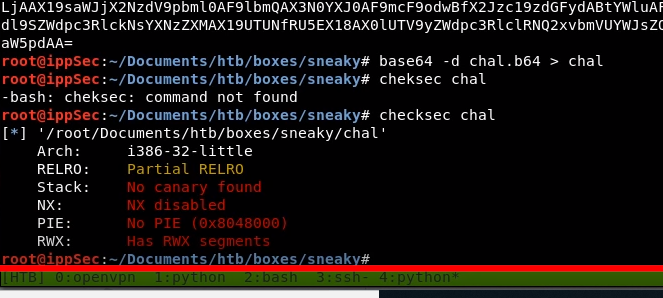 LjAAX19saWJjX2NzdV9pbml0AF9lbmQAX3N0YXJ0AF9mcF9odwBfX2Jzc19zdGFydABtYWluAF
dl9SZWdpc3RlckNsYXNzZXMAX19UTUNfRU5EX18AX0lUTV9yZWdpc3RlclRNQ2xvbmVUYWJsZQ
aW5pdAA=
root@ippSec:~/Documents/htb/boxes/sneaky# base64 -d chal.b64 > chal
root@ippSec:~/Documents/htb/boxes/sneaky# cheksec chal
-bash: cheksec: command not found
root@ippSec:~/Documents/htb/boxes/sneaky# checksec chal
[*] '/root/Documents/htb/boxes/sneaky/chal'
Arch: i386-32-little
RELRO: Partial RELRO
Stack: No canary found
NX: NX disabled
PIE: No PIE (0x8048000)
RWX: Has RWX segments
root@ippSec:~/Documents/htb/boxes/sneaky#
[HTB] 0:openvpn 1:python 2:bash 3:ssh- 4:python*